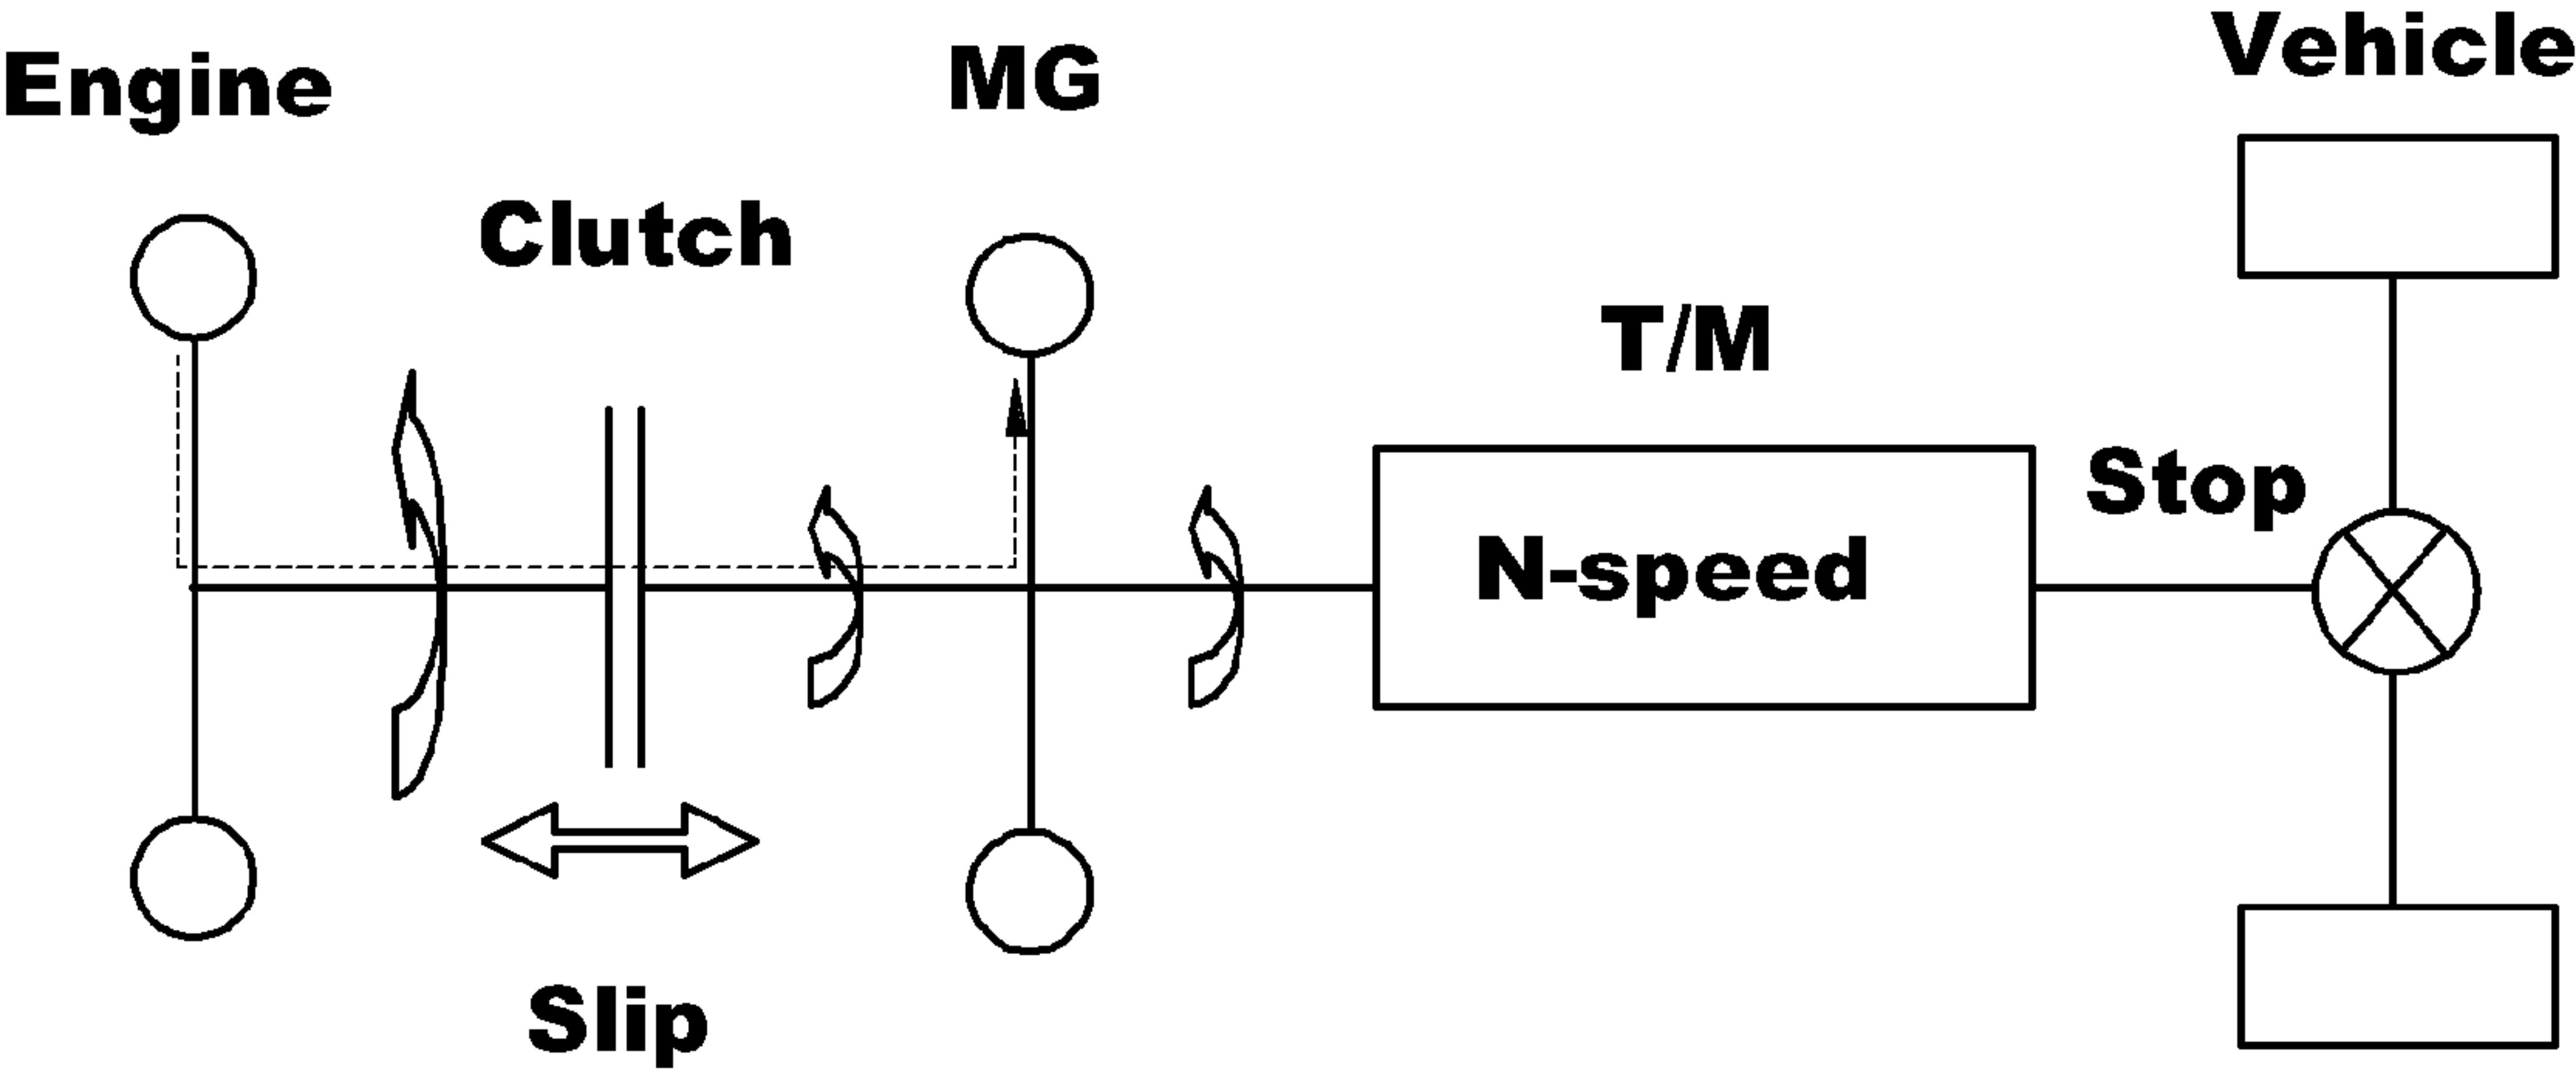 Engine
MG
Vehicle
Clutch
T/M
Stop
N-speed
Slip